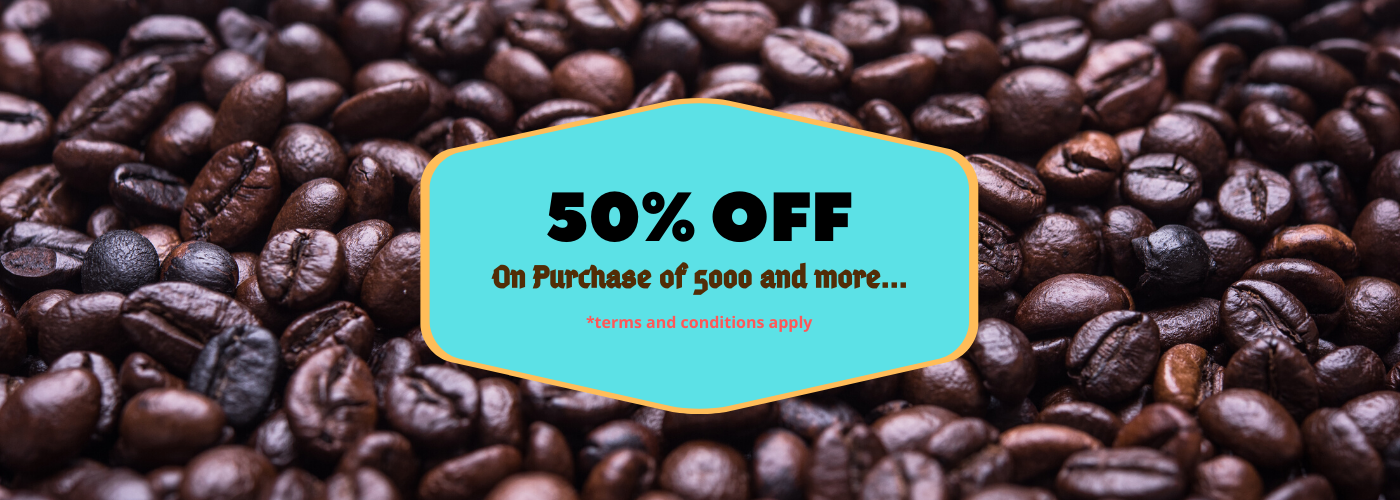 50% OFF
On Purchase of 5000 and more...
*terms and conditions apply